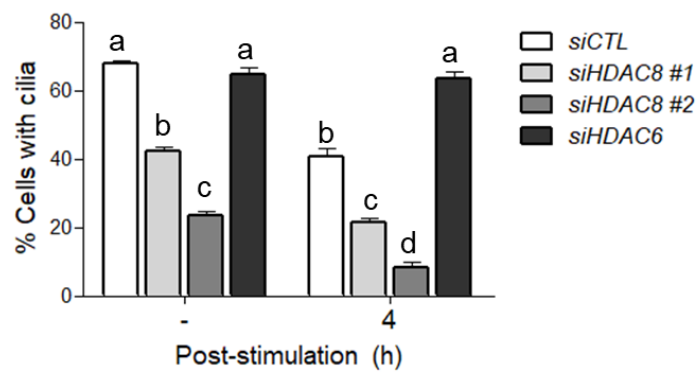 80
60
40
20
0
% Cells with cilia
a
b
c
a
b
c
d
a
-
4
Post-stimulation (h)
siCTL
siHDAC8 #1
siHDAC8 #2
siHDAC6